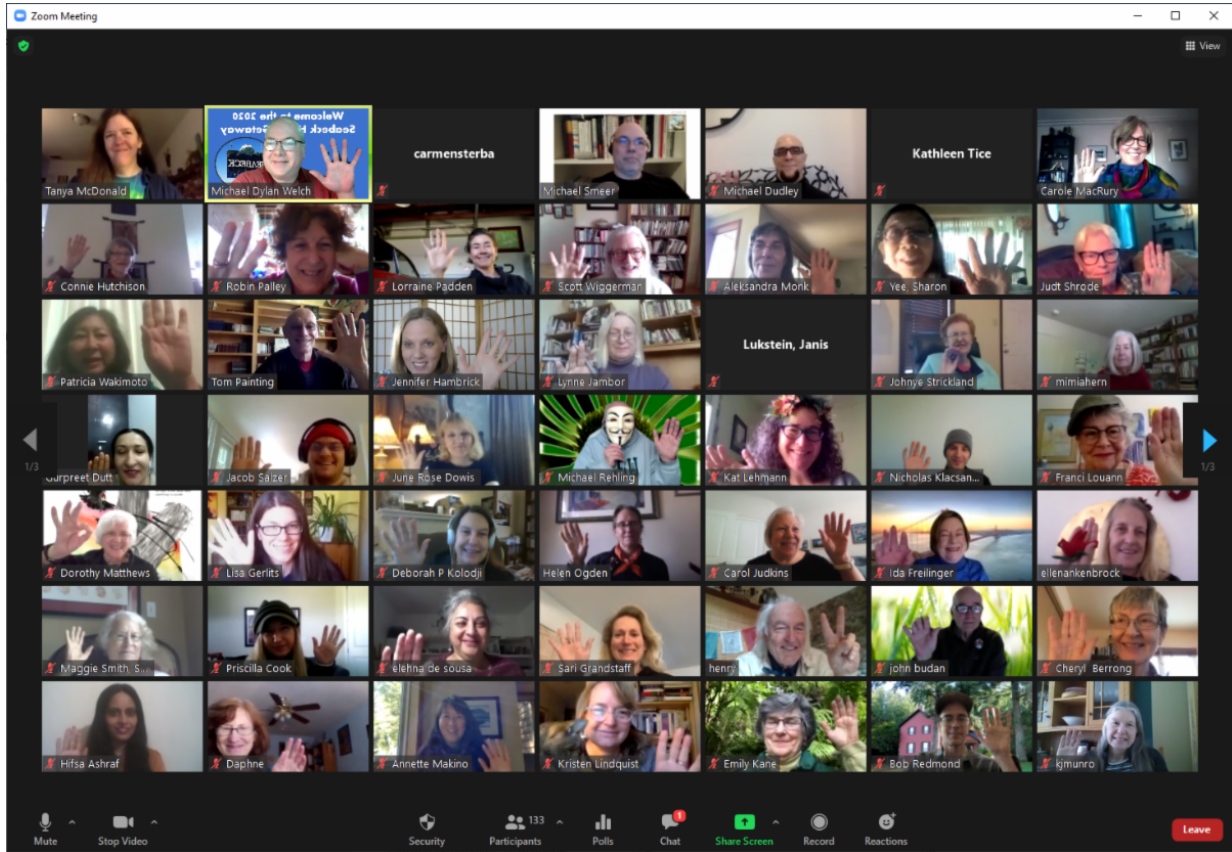 Zoom Meeting
View
Tanya McDonald
Welcome to the 2020
Seabeck H
Getaway
Michael Dylan Welch
carmensterba
Michael Smeer
Michael Dudley
Kathleen Tice
Carole MacRury
Connie Hutchison
Robin Palley
Lorraine Padden
Scott Wiggerman
Aleksandra Monk
Yee, Sharon
Judt Shrode
Patricia Wakimoto
Tom Painting
Jennifer Hambrick
Lynne Jambor
Lukstein, Janis
Johnye Strickland
mimiahern
1/3
Gurpreet Dutt
Jacob Salzer
June Rose Dowis
Michael Rehling
Kat Lehmann
Nicholas Klacsan...
Franci Louann
1/3
Dorothy Matthews
Lisa Gerlits
Deborah P Kolodji
Helen Ogden
Carol Judkins
Ida Freilinger
ellenankenbrock
Maggie Smith, S...
Priscilla Cook
elehna de sousa
Sari Grandstaff
henry
john budan
Cheryl Berrong
Hifsa Ashraf
Daphne
Annette Makino
Kristen Lindquist
Emily Kane
Bob Redmond
kjmunro
Mute
Stop Video
Security
133
Participants
Polls
1
Chat
Share Screen
Record
Reactions
Leave